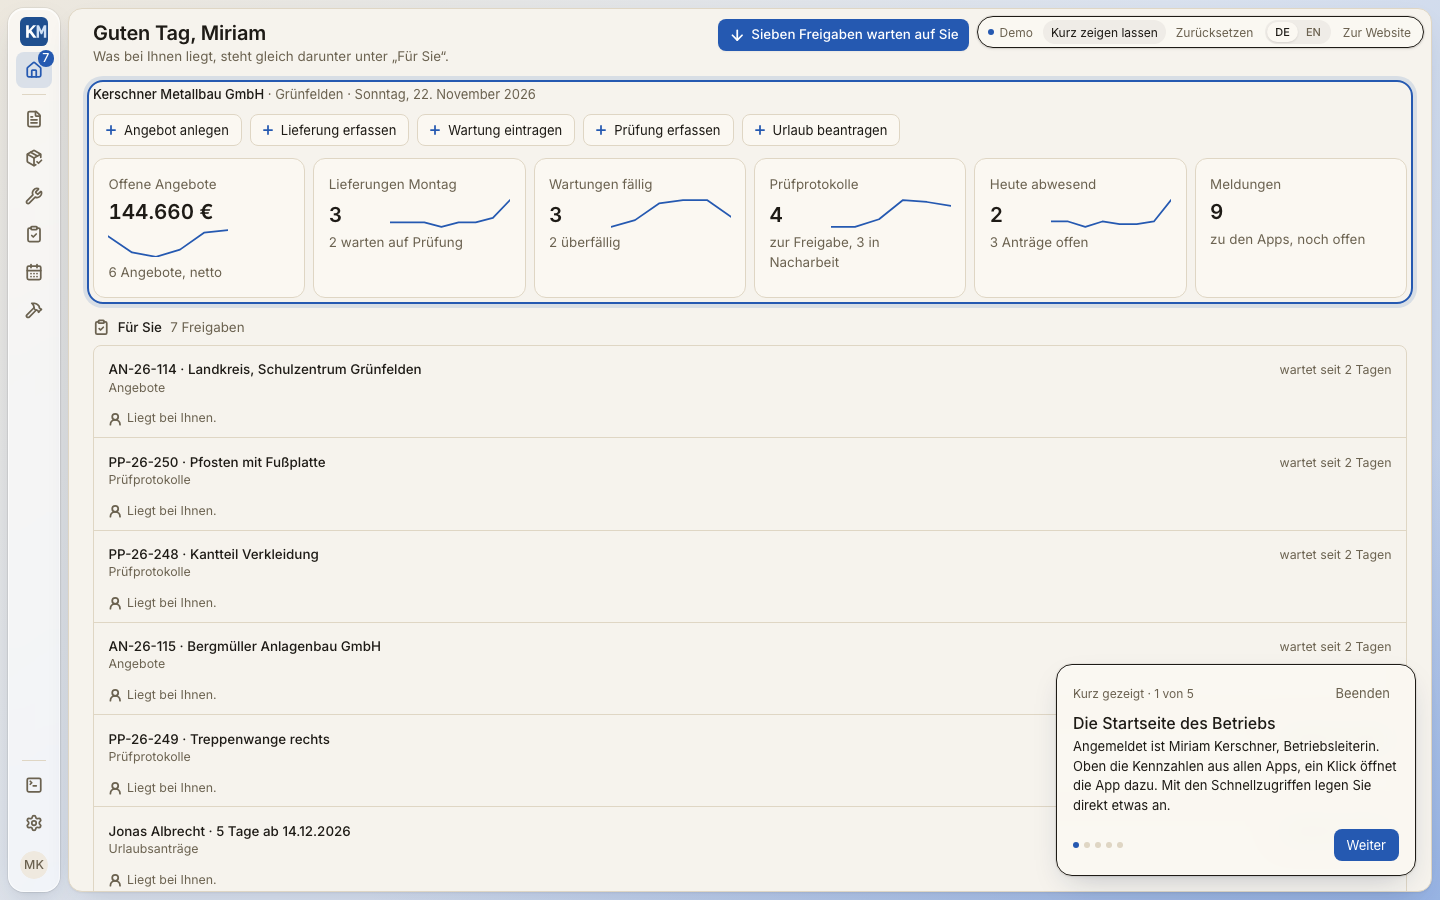 KM
7
Guten Tag, Miriam
Was bei Ihnen liegt, steht gleich darunter unter „Für Sie“.
Sieben Freigaben warten auf Sie
Demo
Kurz zeigen lassen
Zurücksetzen
DE
EN
Zur Website
Kerschner Metallbau GmbH · Grünfelden · Sonntag, 22. November 2026
Angebot anlegen
Lieferung erfassen
Wartung eintragen
Prüfung erfassen
Urlaub beantragen
Offene Angebote
144.660 €
6 Angebote, netto
Lieferungen Montag
3
2 warten auf Prüfung
Wartungen fällig
3
2 überfällig
Prüfprotokolle
4
zur Freigabe, 3 in
Nacharbeit
Heute abwesend
2
3 Anträge offen
Meldungen
9
zu den Apps, noch offen
Für Sie 7 Freigaben
AN-26-114 · Landkreis, Schulzentrum Grünfelden
wartet seit 2 Tagen
Angebote
Liegt bei Ihnen.
PP-26-250 · Pfosten mit Fußplatte
wartet seit 2 Tagen
Prüfprotokolle
Liegt bei Ihnen.
PP-26-248 · Kantteil Verkleidung
wartet seit 2 Tagen
Prüfprotokolle
Liegt bei Ihnen.
AN-26-115 · Bergmüller Anlagenbau GmbH
wartet seit 2 Tagen
Angebote
Liegt bei Ihnen.
PP-26-249 · Treppenwange rechts
Prüfprotokolle
Liegt bei Ihnen.
Jonas Albrecht · 5 Tage ab 14.12.2026
Urlaubsanträge
Liegt bei Ihnen.
Kurz gezeigt · 1 von 5
Beenden
Die Startseite des Betriebs
Angemeldet ist Miriam Kerschner, Betriebsleiterin.
Oben die Kennzahlen aus allen Apps, ein Klick öffnet
die App dazu. Mit den Schnellzugriffen legen Sie
direkt etwas an.
Weiter
MK